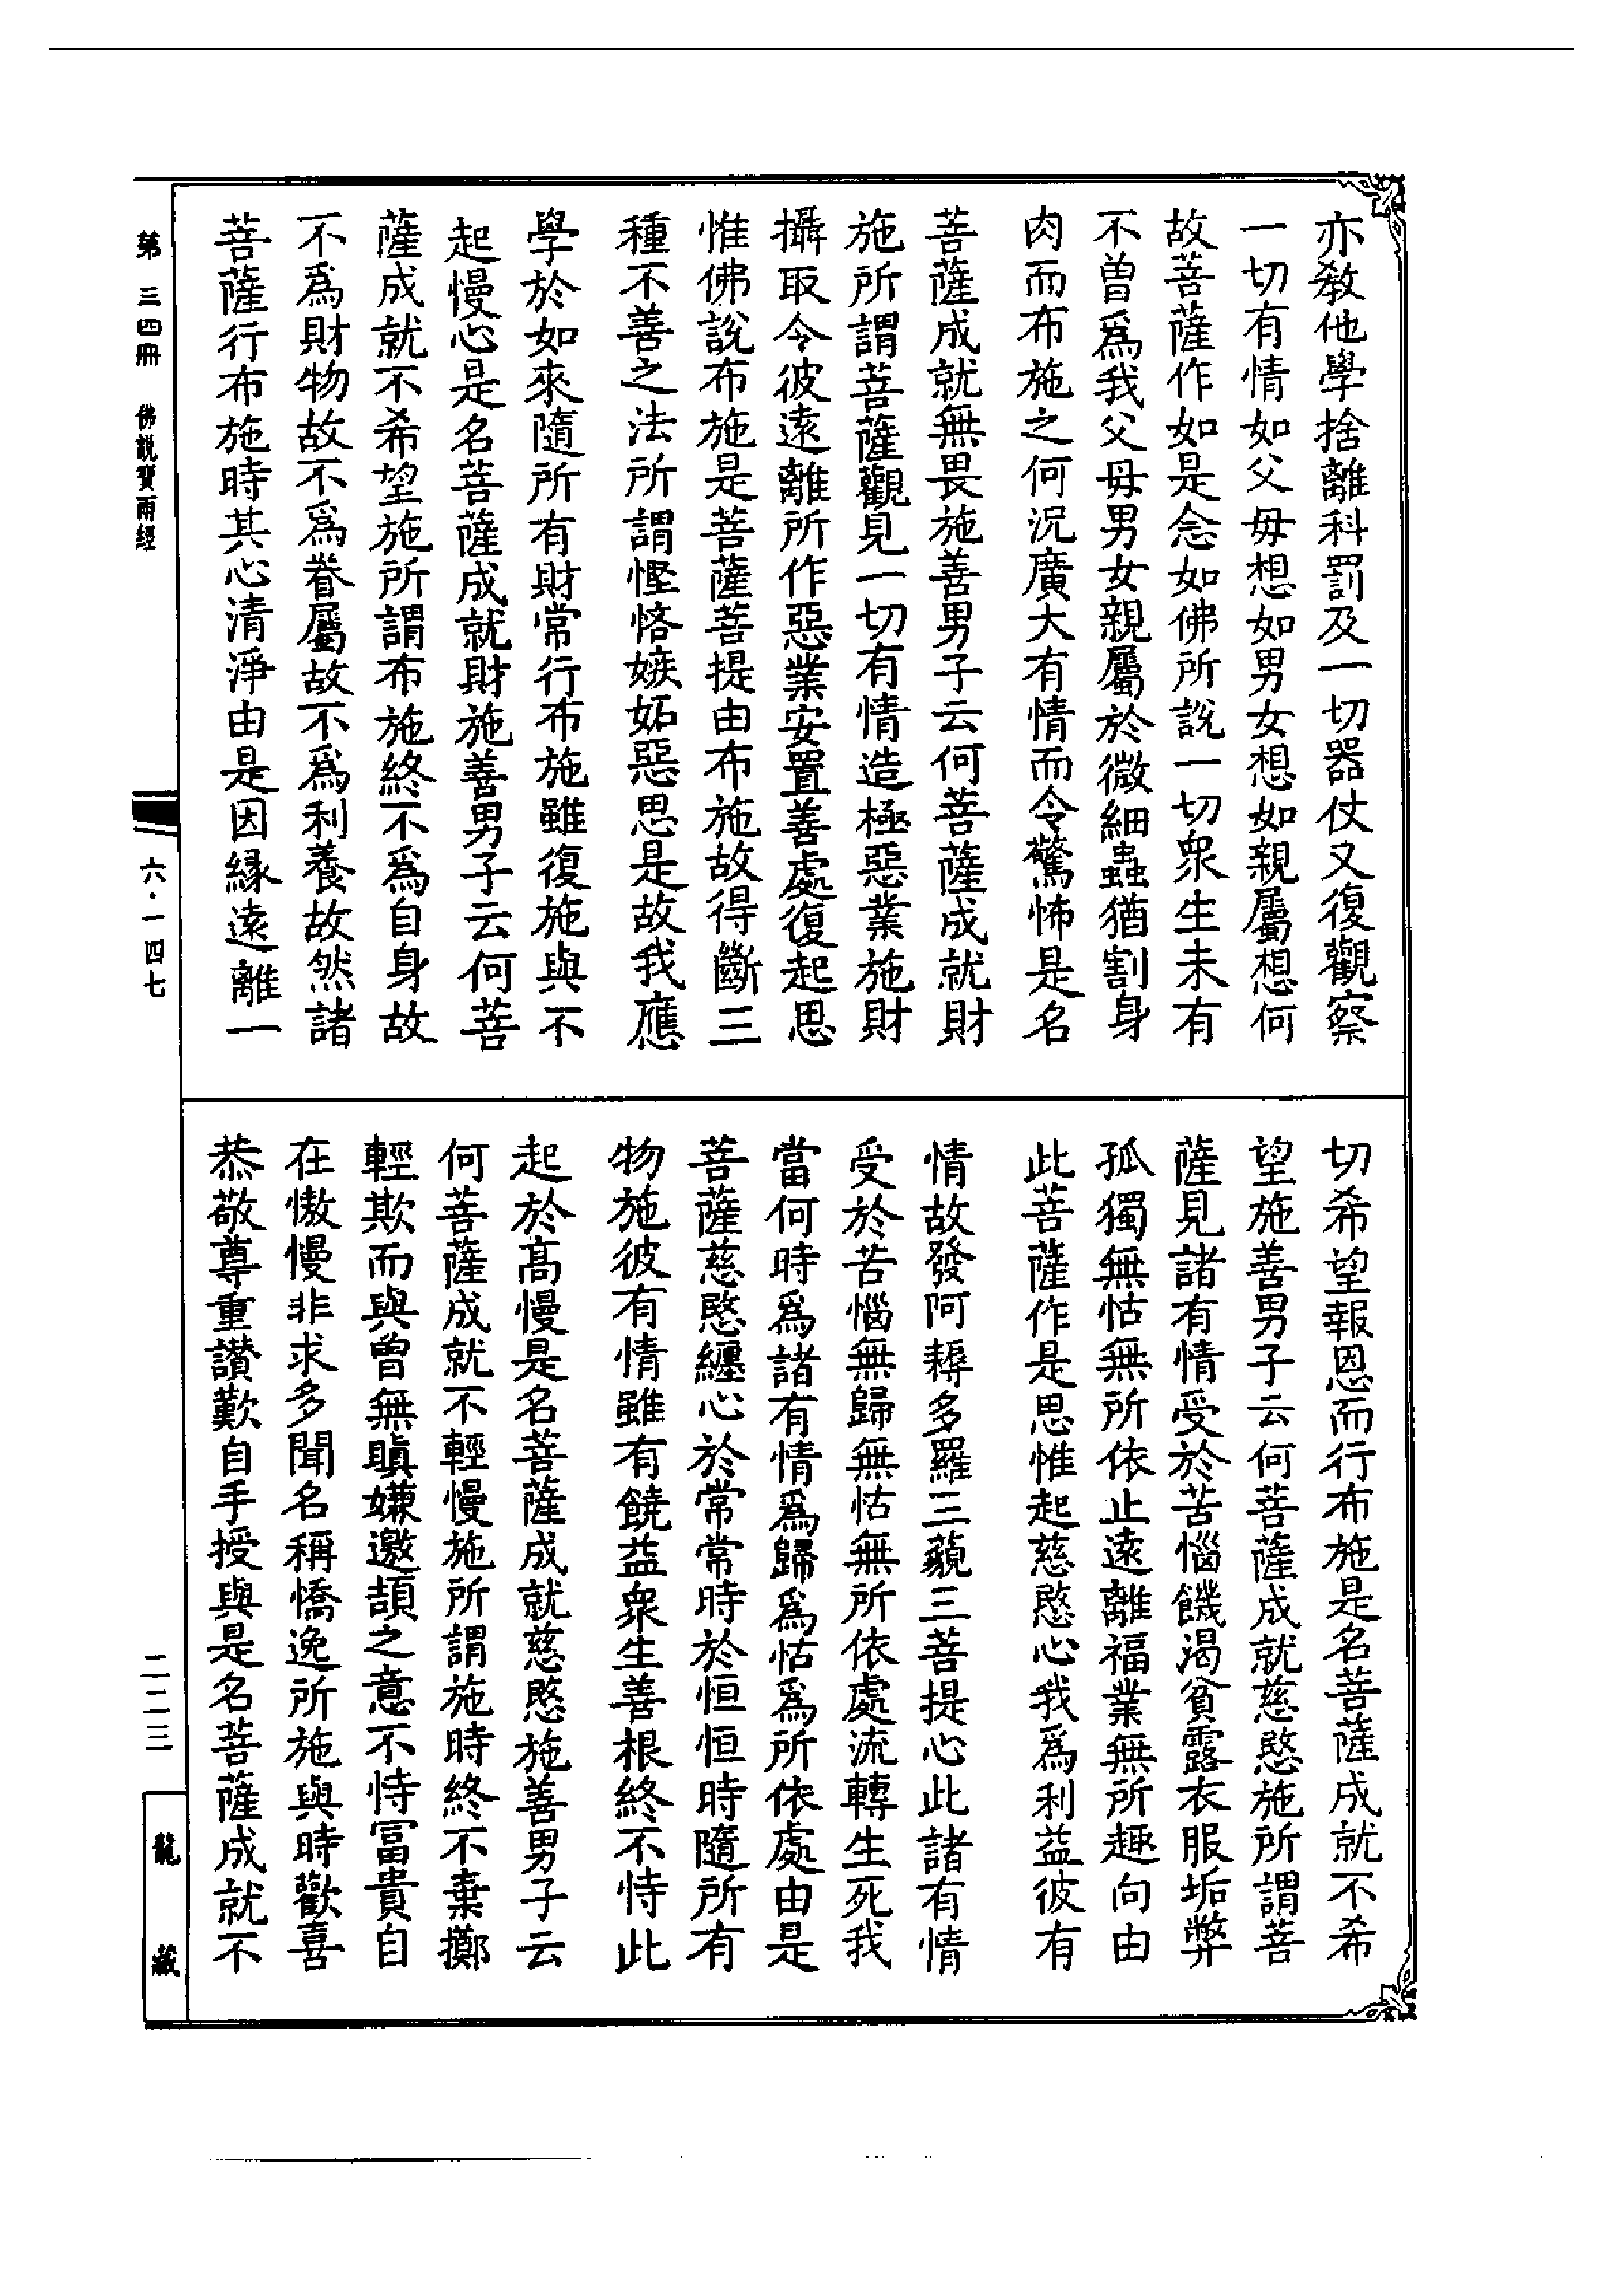 亦教他學捨離科罰及一切器仗又復觀察
一切有情如父母想如男女想如親屬想何
故菩薩作如是念如佛所說一切衆生未有
不曾爲我父母男女親屬於微細蟲猶割身
肉而布施之何況廣大有情而令驚怖是名
菩薩成就無畏施善男子云何菩薩成就財
施所謂菩薩觀見一切有情造極惡業施財
攝取令彼遠離所作惡業安置善處復起思
惟佛說布施是菩薩菩提由布施故得斷三
種不善之法所謂慳悋嫉妬惡思是故我應
學於如來隨所有財常行布施雖復施與不
起慢心是名菩薩成就財施善男子云何菩
薩成就不希望施所謂布施終不爲自身故
不爲財物故不爲眷屬故不爲利養故然諸
菩薩行布施時其心清淨由是因緣遠離一
切希望報恩而行布施是名菩薩成就不希
望施善男子云何菩薩成就慈愍施所謂菩
薩見諸有情受於苦惱饑渴貧露衣服垢弊
孤獨無怙無所依止遠離福業無所趣向由
此菩薩作是思惟起慈愍心我爲利益彼有
情故發阿耨多羅三藐三菩提心此諸有情
受於苦惱無歸無怙無所依處流轉生死我
當何時爲諸有情爲歸爲怙爲所依處由是
菩薩慈愍纏心於常常時於恒恒時隨所有
物施彼有情雖有饒益衆生善根終不恃此
起於高慢是名菩薩成就慈愍施善男子云
何菩薩成就不輕慢施所謂施時終不棄擲
輕欺而與曾無瞋嫌邀頡之意不恃富貴自
在慠慢非求多聞名稱憍逸所施與時歡喜
恭敬尊重讚歎自手授與是名菩薩成就不
第三四冊 佛說寶雨經
六·一四七
二二三
龍藏